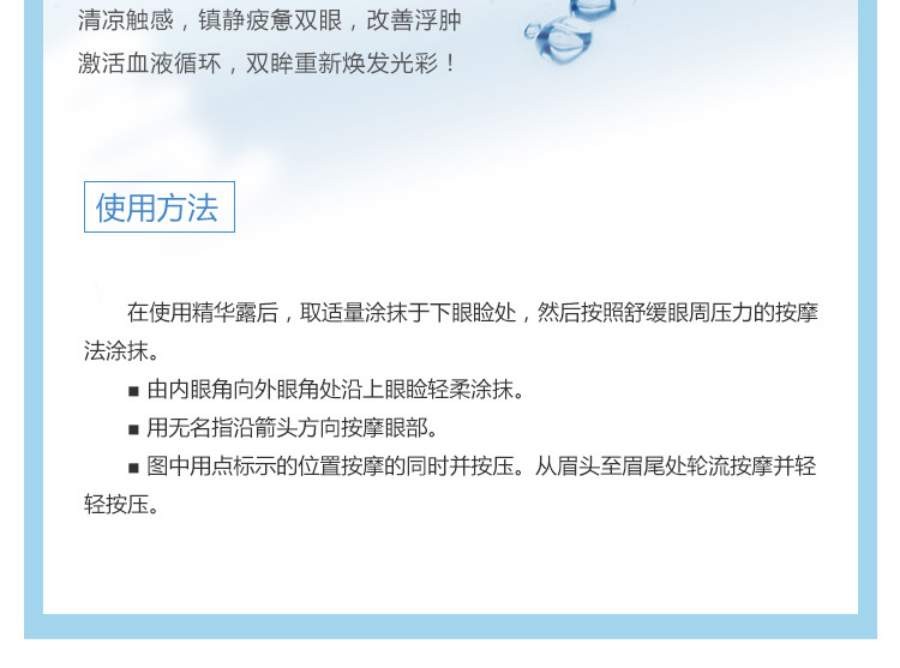 清凉触感，镇静疲惫双眼，改善浮肿
激活血液循环，双眸重新焕发光彩！
使用方法
在使用精华露后，取适量涂抹于下眼睑处，然后按照舒缓眼周压力的按摩
法涂抹。
■ 由内眼角向外眼角处沿上眼睑轻柔涂抹。
■ 用无名指沿箭头方向按摩眼部。
■ 图中用点标示的位置按摩的同时并按压。从眉头至眉尾处轮流按摩并轻
轻按压。